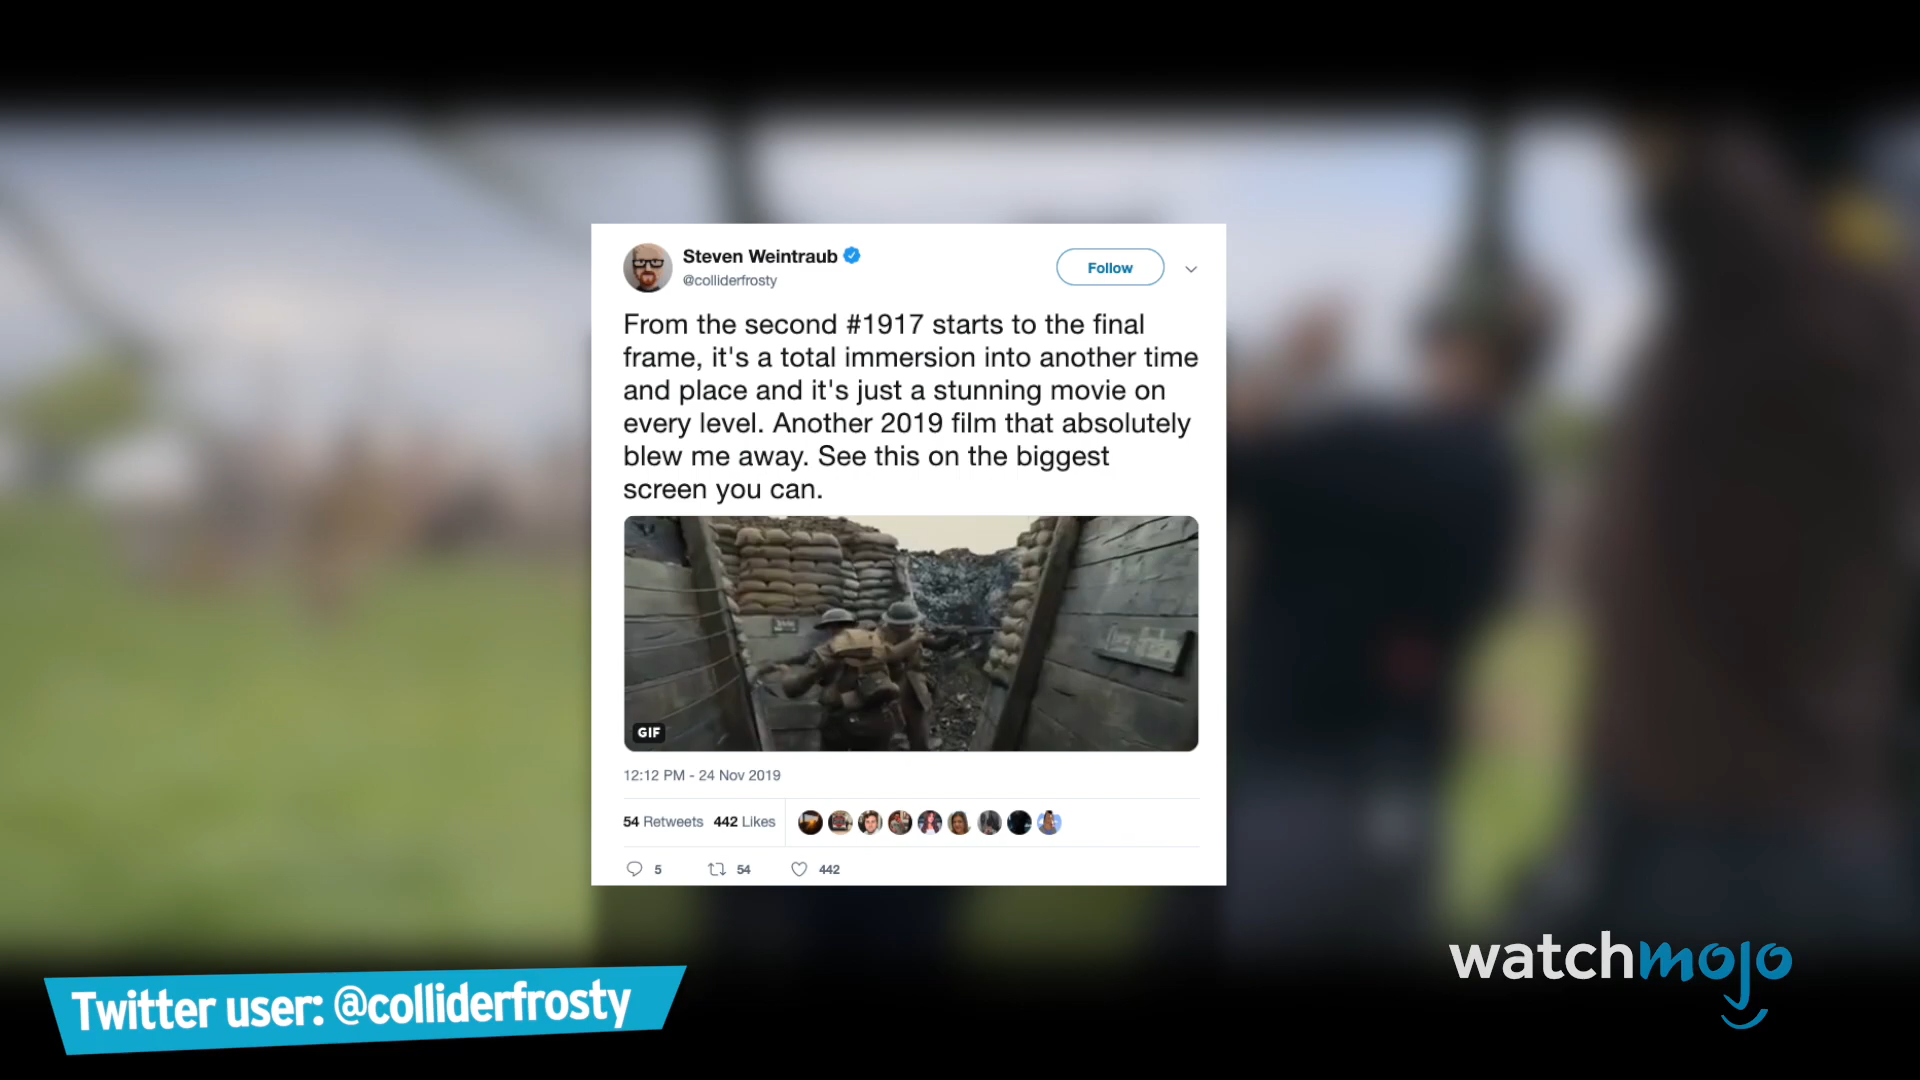 Steven Weintraub
@colliderfrosty
Follow
From the second #1917 starts to the final
frame, it's a total immersion into another time
and place and it's just a stunning movie on
every level. Another 2019 film that absolutely
blew me away. See this on the biggest
screen you can.
GIF
12:12 PM - 24 Nov 2019
54 Retweets 442 Likes
5 54 442
Twitter user: @colliderfrosty
watchmojo